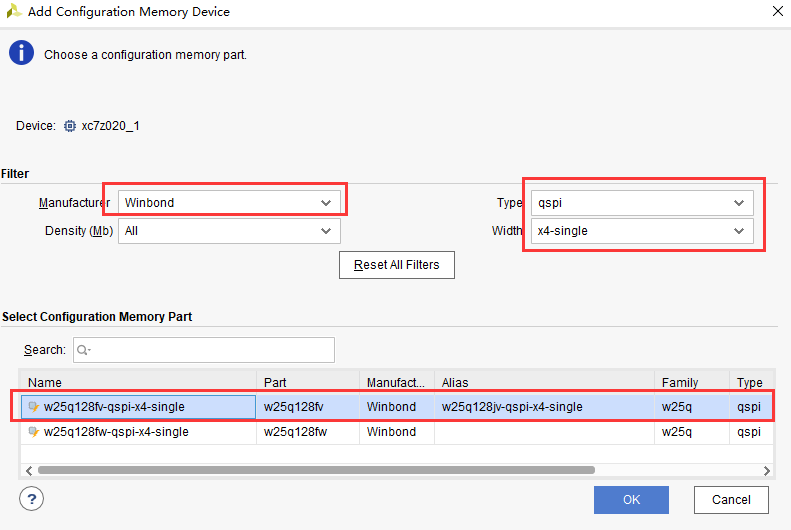 Add Configuration Memory Device
Choose a configuration memory part.
Device: xc7z020_1
Filter
Manufacturer Winbond Type qspi
Density (Mb) All Width x4-single
Reset All Filters
Select Configuration Memory Part
Search:
Name Part Manufact... Alias Family Type
w25q128fv-qspi-x4-single w25q128fv Winbond w25q128jv-qspi-x4-single w25q qspi
w25q128fw-qspi-x4-single w25q128fw Winbond w25q qspi
? OK Cancel